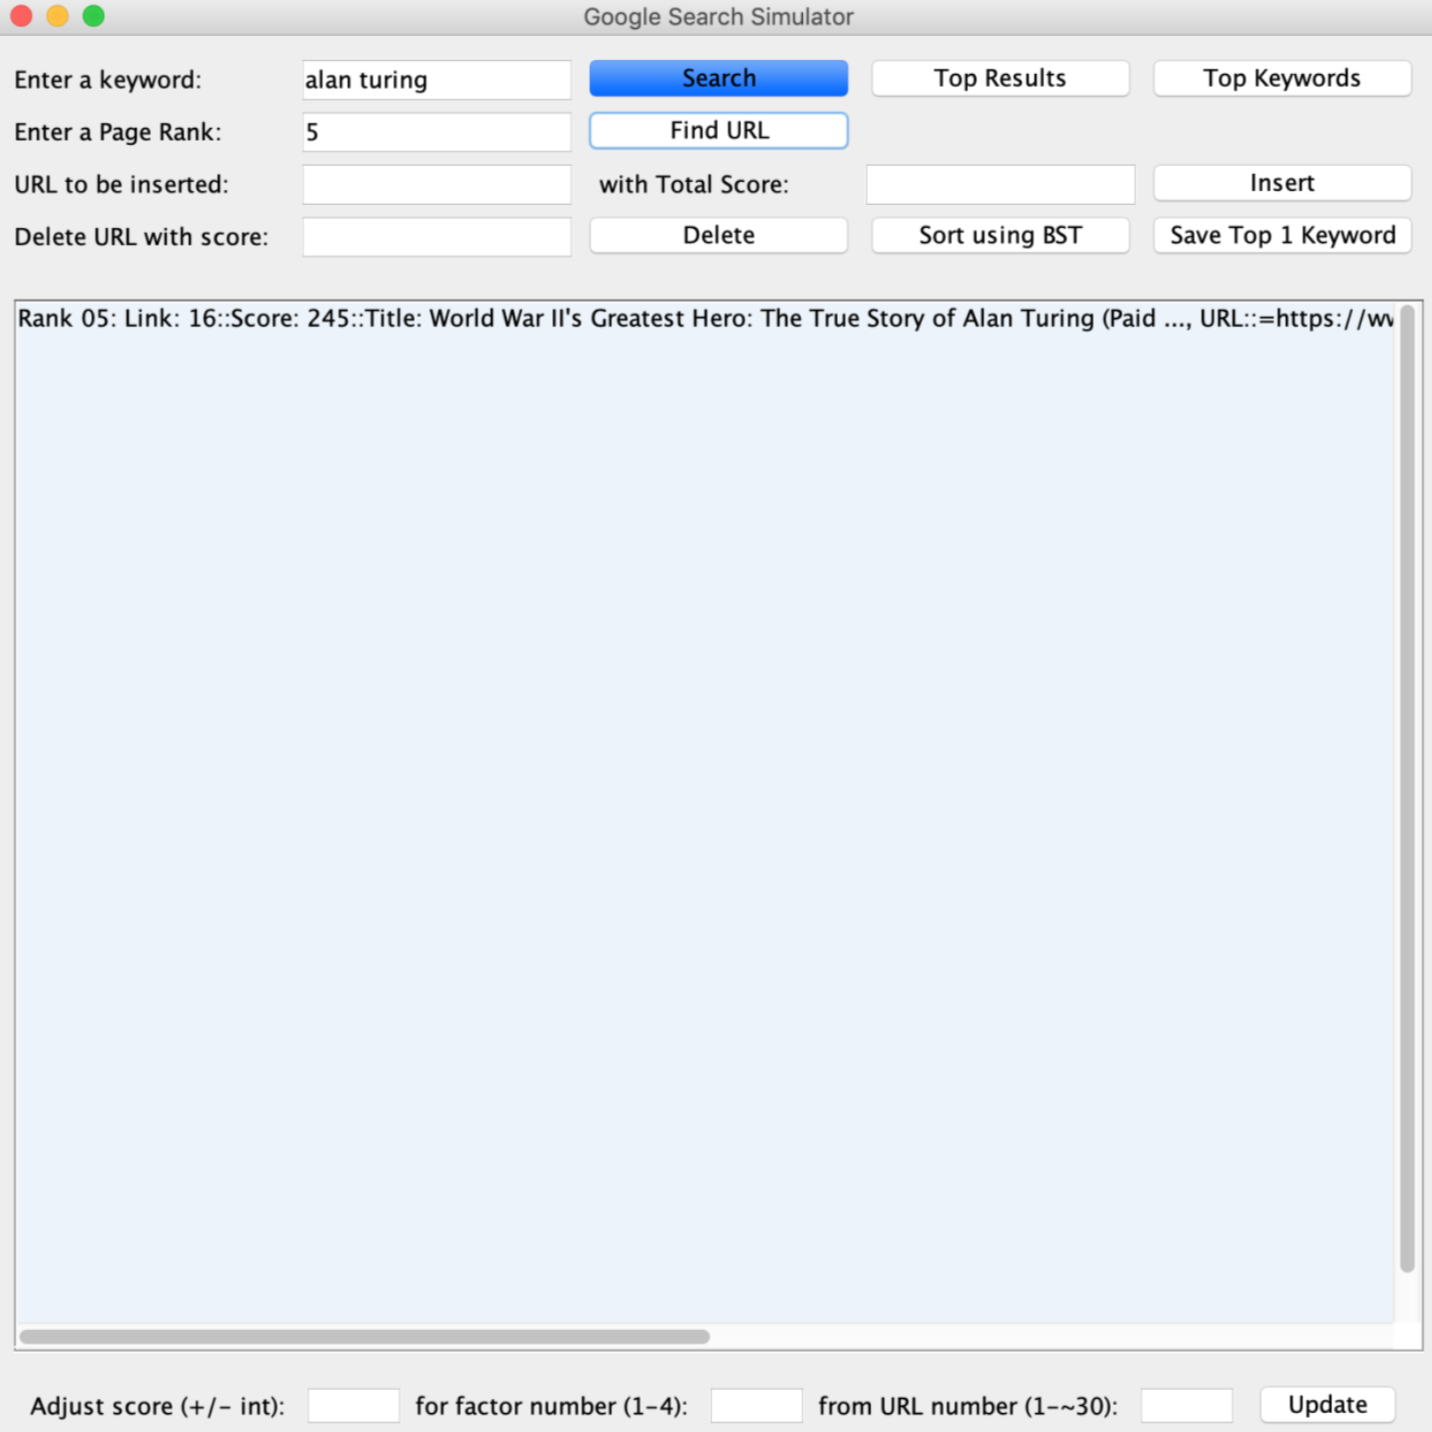 Google Search Simulator
Enter a keyword: alan turing Search Top Results Top Keywords
Enter a Page Rank: 5 Find URL
URL to be inserted: with Total Score: Insert
Delete URL with score: Delete Sort using BST Save Top 1 Keyword
Rank 05: Link: 16::Score: 245::Title: World War II's Greatest Hero: The True Story of Alan Turing (Paid ..., URL::=https://w
Adjust score (+/- int): for factor number (1-4): from URL number (1-~30): Update